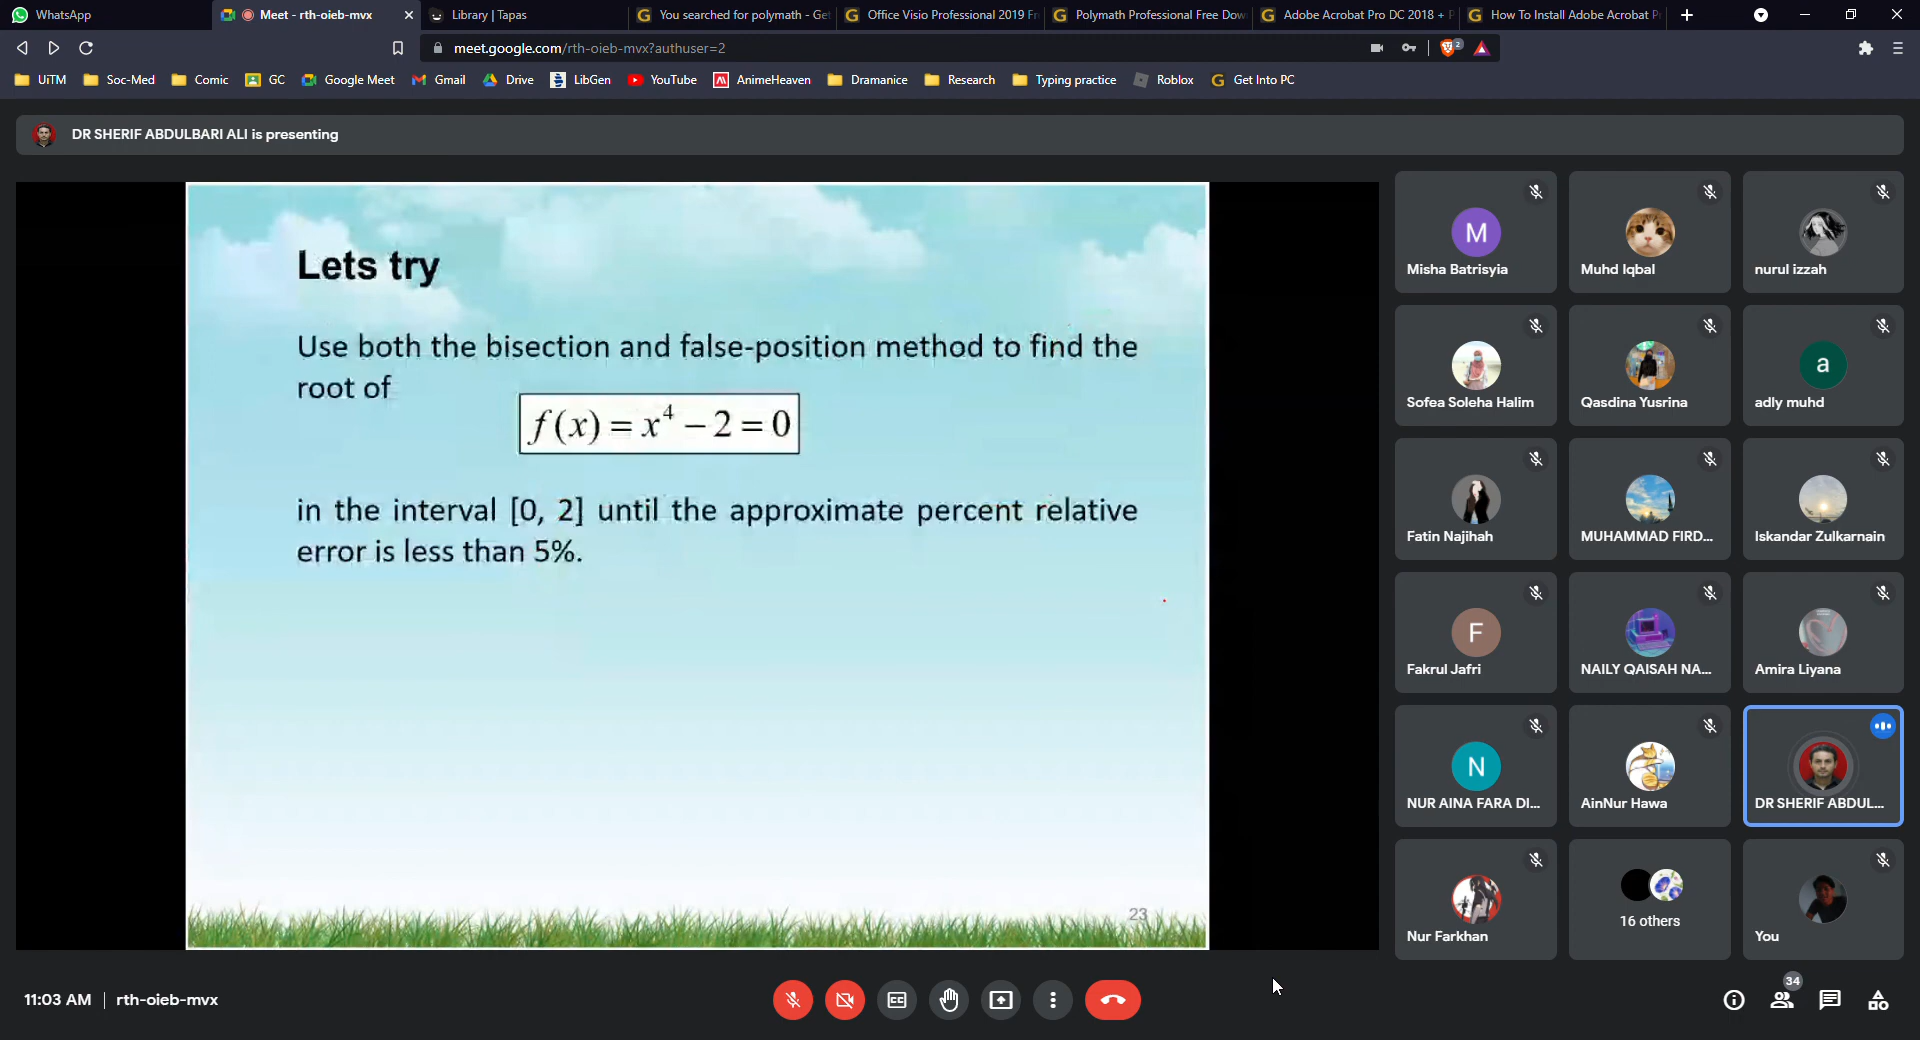 WhatsApp
Meet - rth-oieb-mvx
Library | Tapas
You searched for polymath - Get
Office Visio Professional 2019 Fr
Polymath Professional Free Dow
Adobe Acrobat Pro DC 2018 + P
How To Install Adobe Acrobat P
meet.google.com/rth-oieb-mvx?authuser=2
2
UiTM
Soc-Med
Comic
GC
Google Meet
Gmail
Drive
LibGen
YouTube
AnimeHeaven
Dramanice
Research
Typing practice
Roblox
Get Into PC
DR SHERIF ABDULBARI ALI is presenting
Lets try
Use both the bisection and false-position method to find the
root of
f(x) = x⁴ − 2 = 0
in the interval [0, 2] until the approximate percent relative
error is less than 5%.
23
M
Misha Batrisyia
Muhd Iqbal
nurul izzah
Sofea Soleha Halim
Qasdina Yusrina
a
adly muhd
Fatin Najihah
MUHAMMAD FIRD...
Iskandar Zulkarnain
F
Fakrul Jafri
NAILY QAISAH NA...
Amira Liyana
N
NUR AINA FARA DI...
AinNur Hawa
DR SHERIF ABDUL...
Nur Farkhan
16 others
You
11:03 AM | rth-oieb-mvx
CC
34